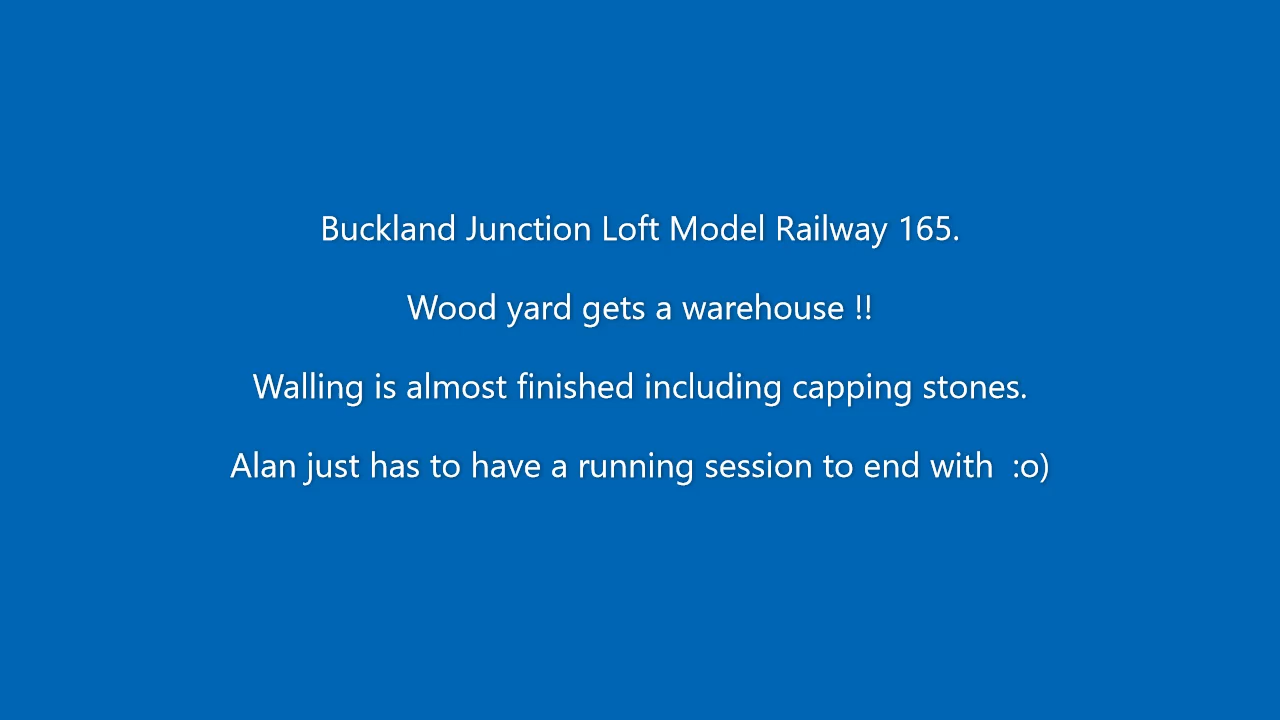 Buckland Junction Loft Model Railway 165.
Wood yard gets a warehouse !!
Walling is almost finished including capping stones.
Alan just has to have a running session to end with  :o)